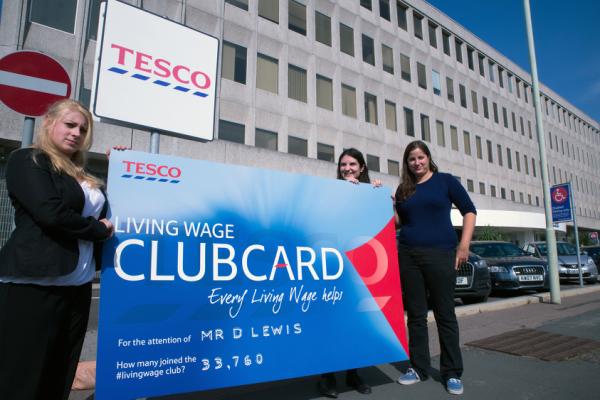 TESCO
TESCO
LIVING WAGE
CLUBCARD
Every Living Wage helps
For the attention of MR D LEWIS
How many joined the
#livingwage club? 33,760